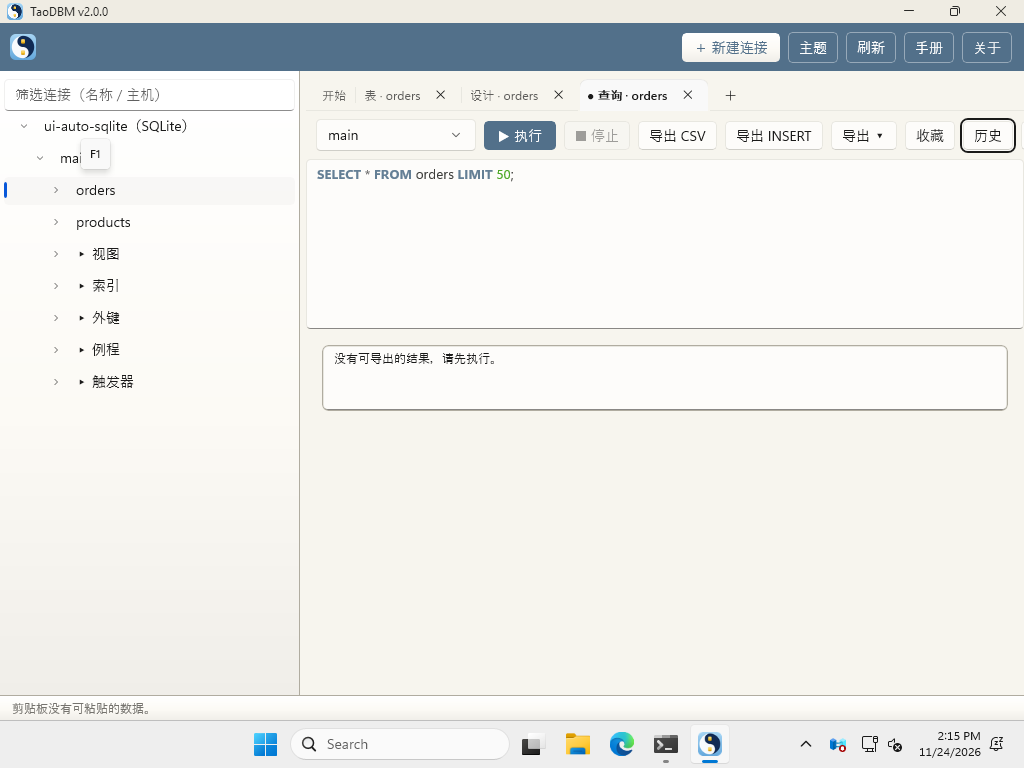 TaoDBM v2.0.0
＋ 新建连接
主题
刷新
手册
关于
筛选连接（名称 / 主机）
开始
表 · orders
设计 · orders
● 查询 · orders
ui-auto-sqlite（SQLite）
main
▶ 执行
停止
导出 CSV
导出 INSERT
导出 ▼
收藏
历史
mai
F1
orders
products
视图
索引
外键
例程
触发器
SELECT * FROM orders LIMIT 50;
没有可导出的结果，请先执行。
剪贴板没有可粘贴的数据。
Search
2:15 PM
11/24/2026